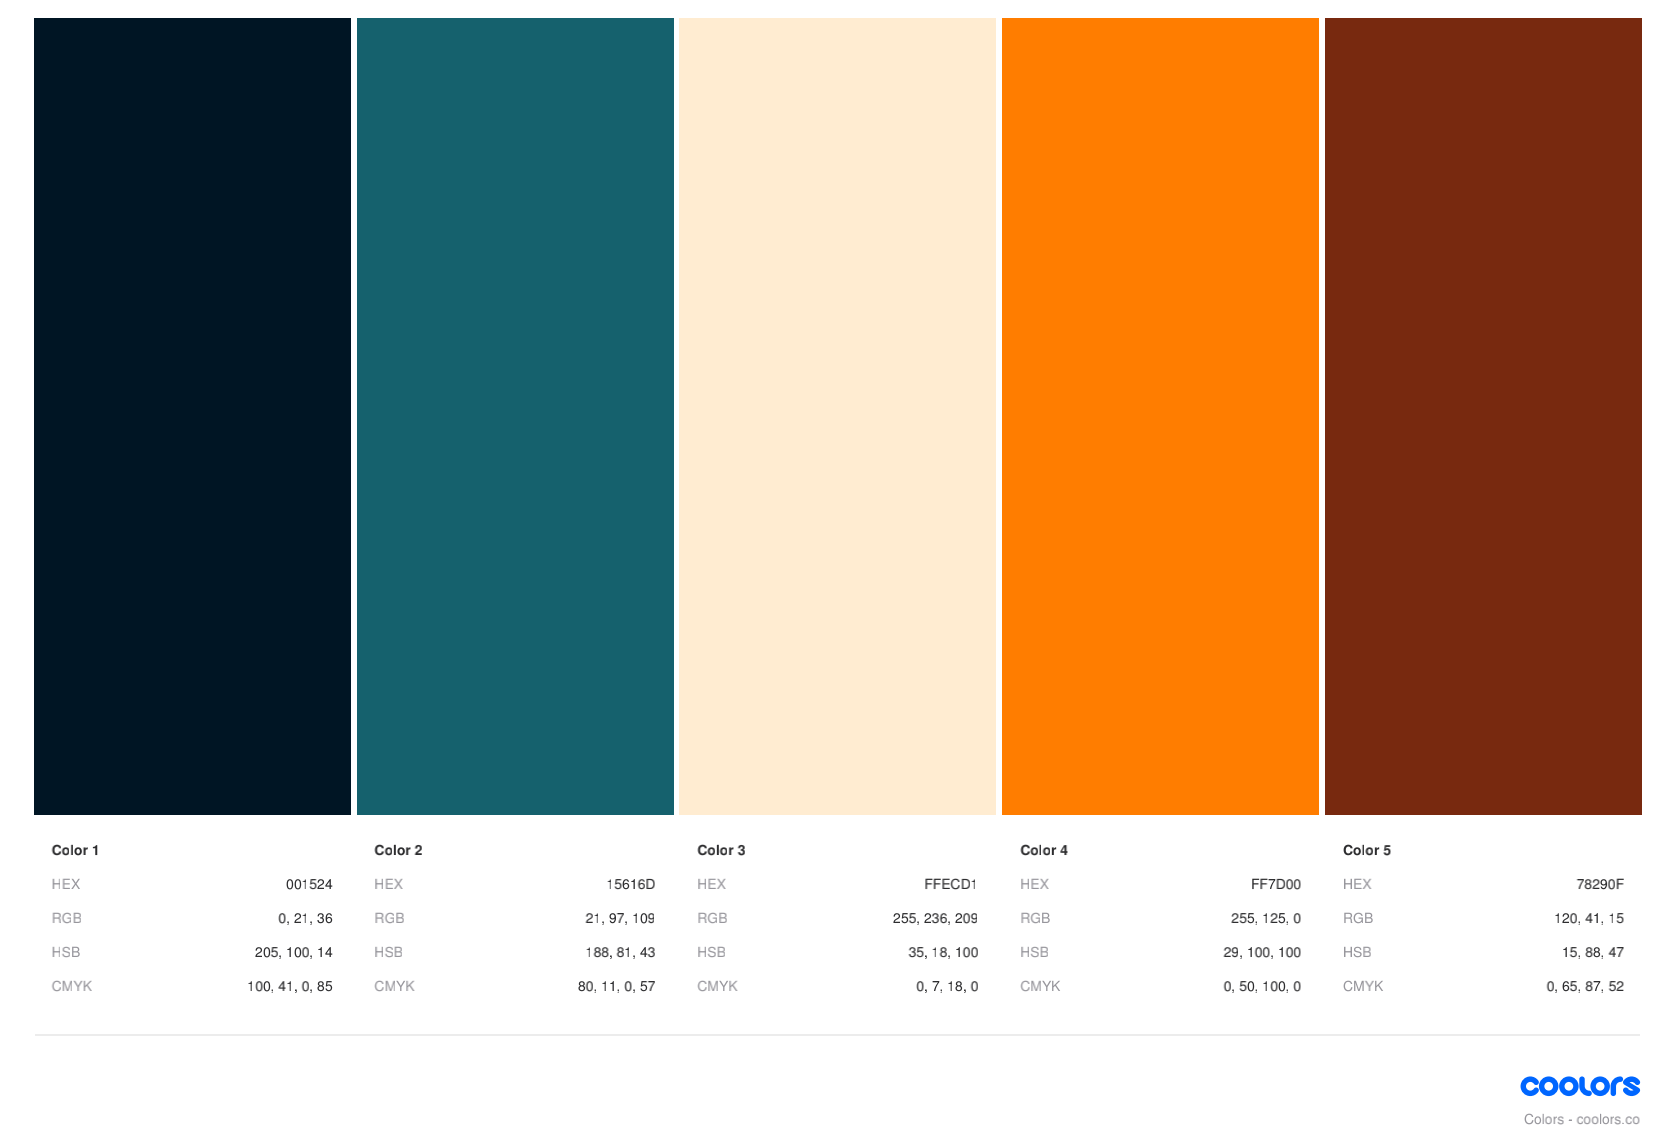 Color 1
HEX 001524
RGB 0, 21, 36
HSB 205, 100, 14
CMYK 100, 41, 0, 85
Color 2
HEX 15616D
RGB 21, 97, 109
HSB 188, 81, 43
CMYK 80, 11, 0, 57
Color 3
HEX FFECD1
RGB 255, 236, 209
HSB 35, 18, 100
CMYK 0, 7, 18, 0
Color 4
HEX FF7D00
RGB 255, 125, 0
HSB 29, 100, 100
CMYK 0, 50, 100, 0
Color 5
HEX 78290F
RGB 120, 41, 15
HSB 15, 88, 47
CMYK 0, 65, 87, 52
coolors
Colors - coolors.co